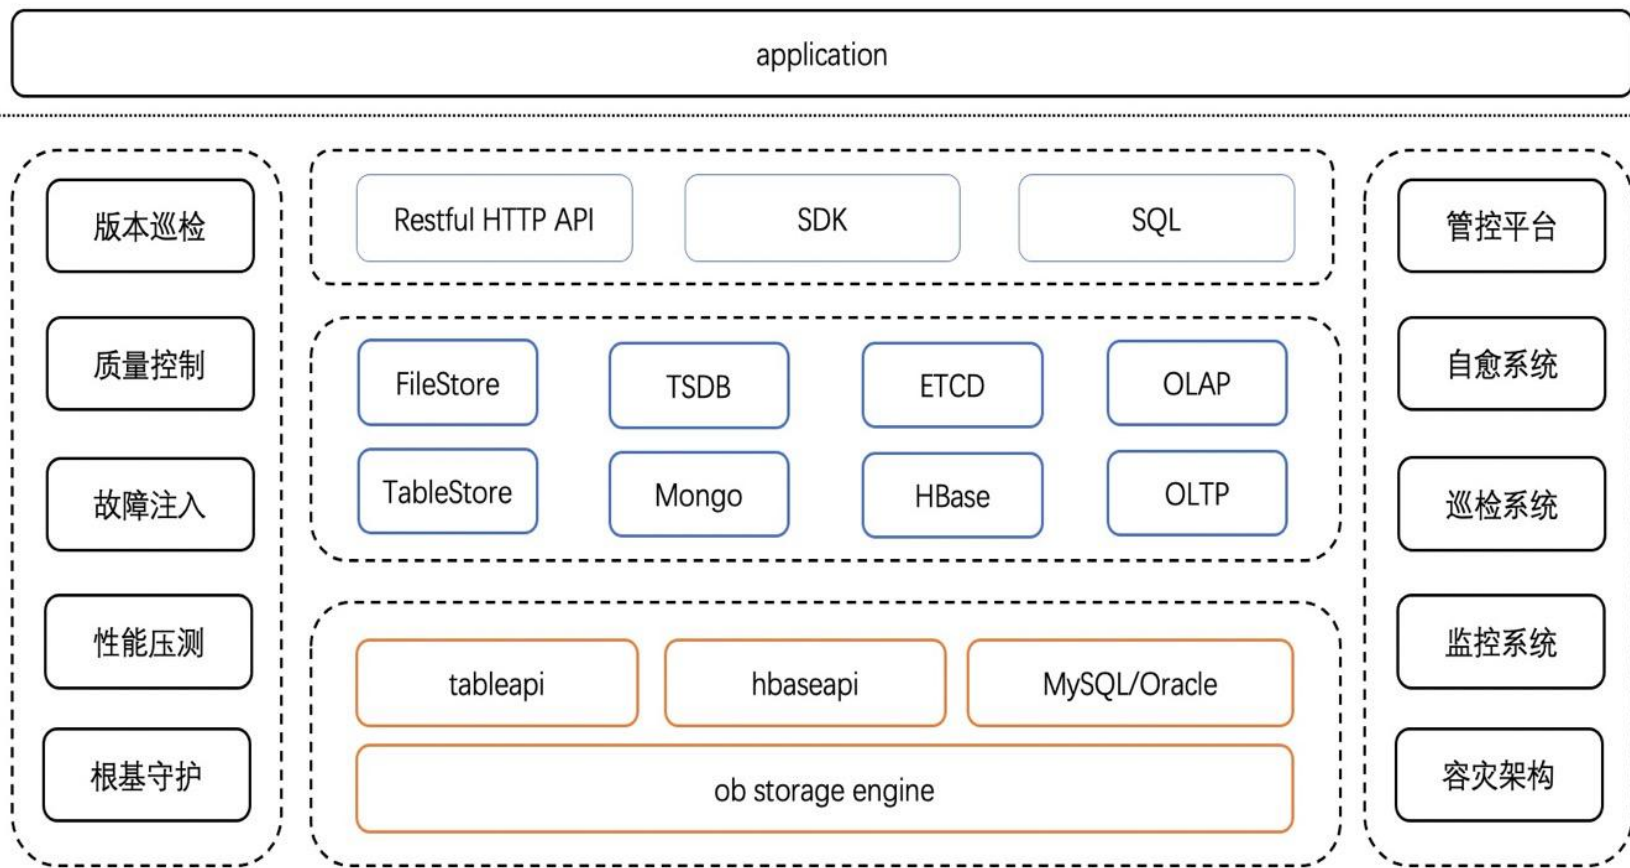 application
版本巡检
质量控制
故障注入
性能压测
根基守护
Restful HTTP API
SDK
SQL
FileStore
TSDB
ETCD
OLAP
TableStore
Mongo
HBase
OLTP
tableapi
hbaseapi
MySQL/Oracle
ob storage engine
管控平台
自愈系统
巡检系统
监控系统
容灾架构